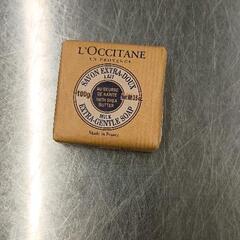 L'OCCITANE
EN PROVENCE
SAVON EXTRA-DOUX
LAIT
100g
AU BEURRE
DE KARITÉ
WITH SHEA
BUTTER
MILK
EXTRA-GENTLE SOAP
Made in France